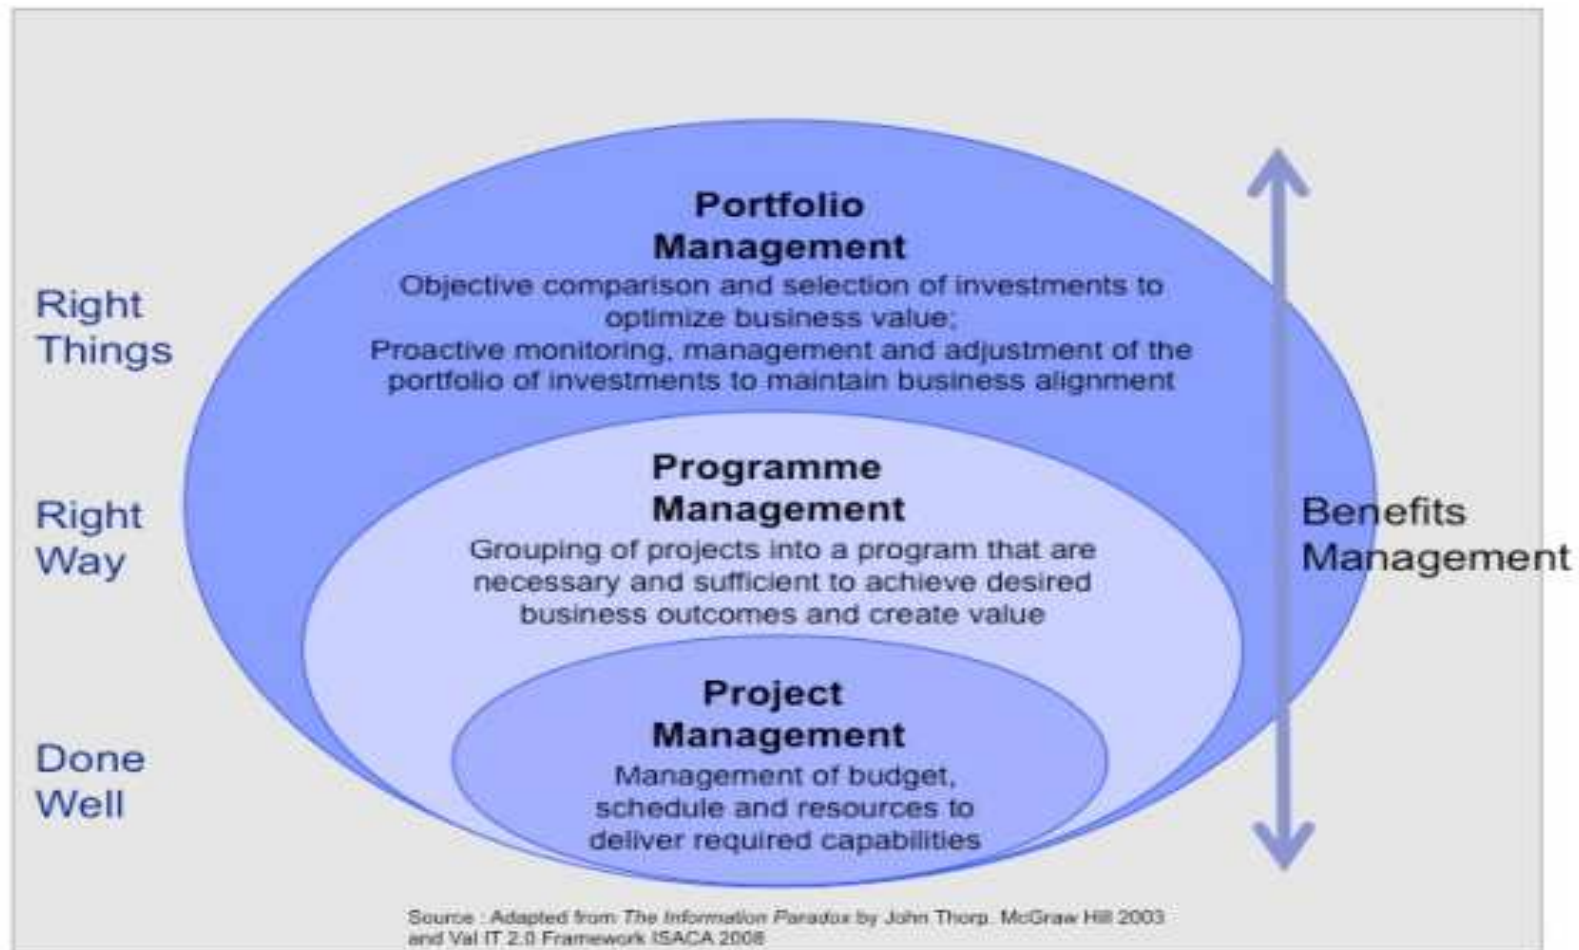 Portfolio
Management
Objective comparison and selection of investments to
optimize business value;
Proactive monitoring, management and adjustment of the
portfolio of investments to maintain business alignment
Right
Things
Programme
Management
Grouping of projects into a program that are
necessary and sufficient to achieve desired
business outcomes and create value
Right
Way
Benefits
Management
Project
Management
Management of budget,
schedule and resources to
deliver required capabilities
Done
Well
Source : Adapted from The Information Paradox by John Thorp. McGraw Hill 2003
and Val IT 2.0 Framework ISACA 2008